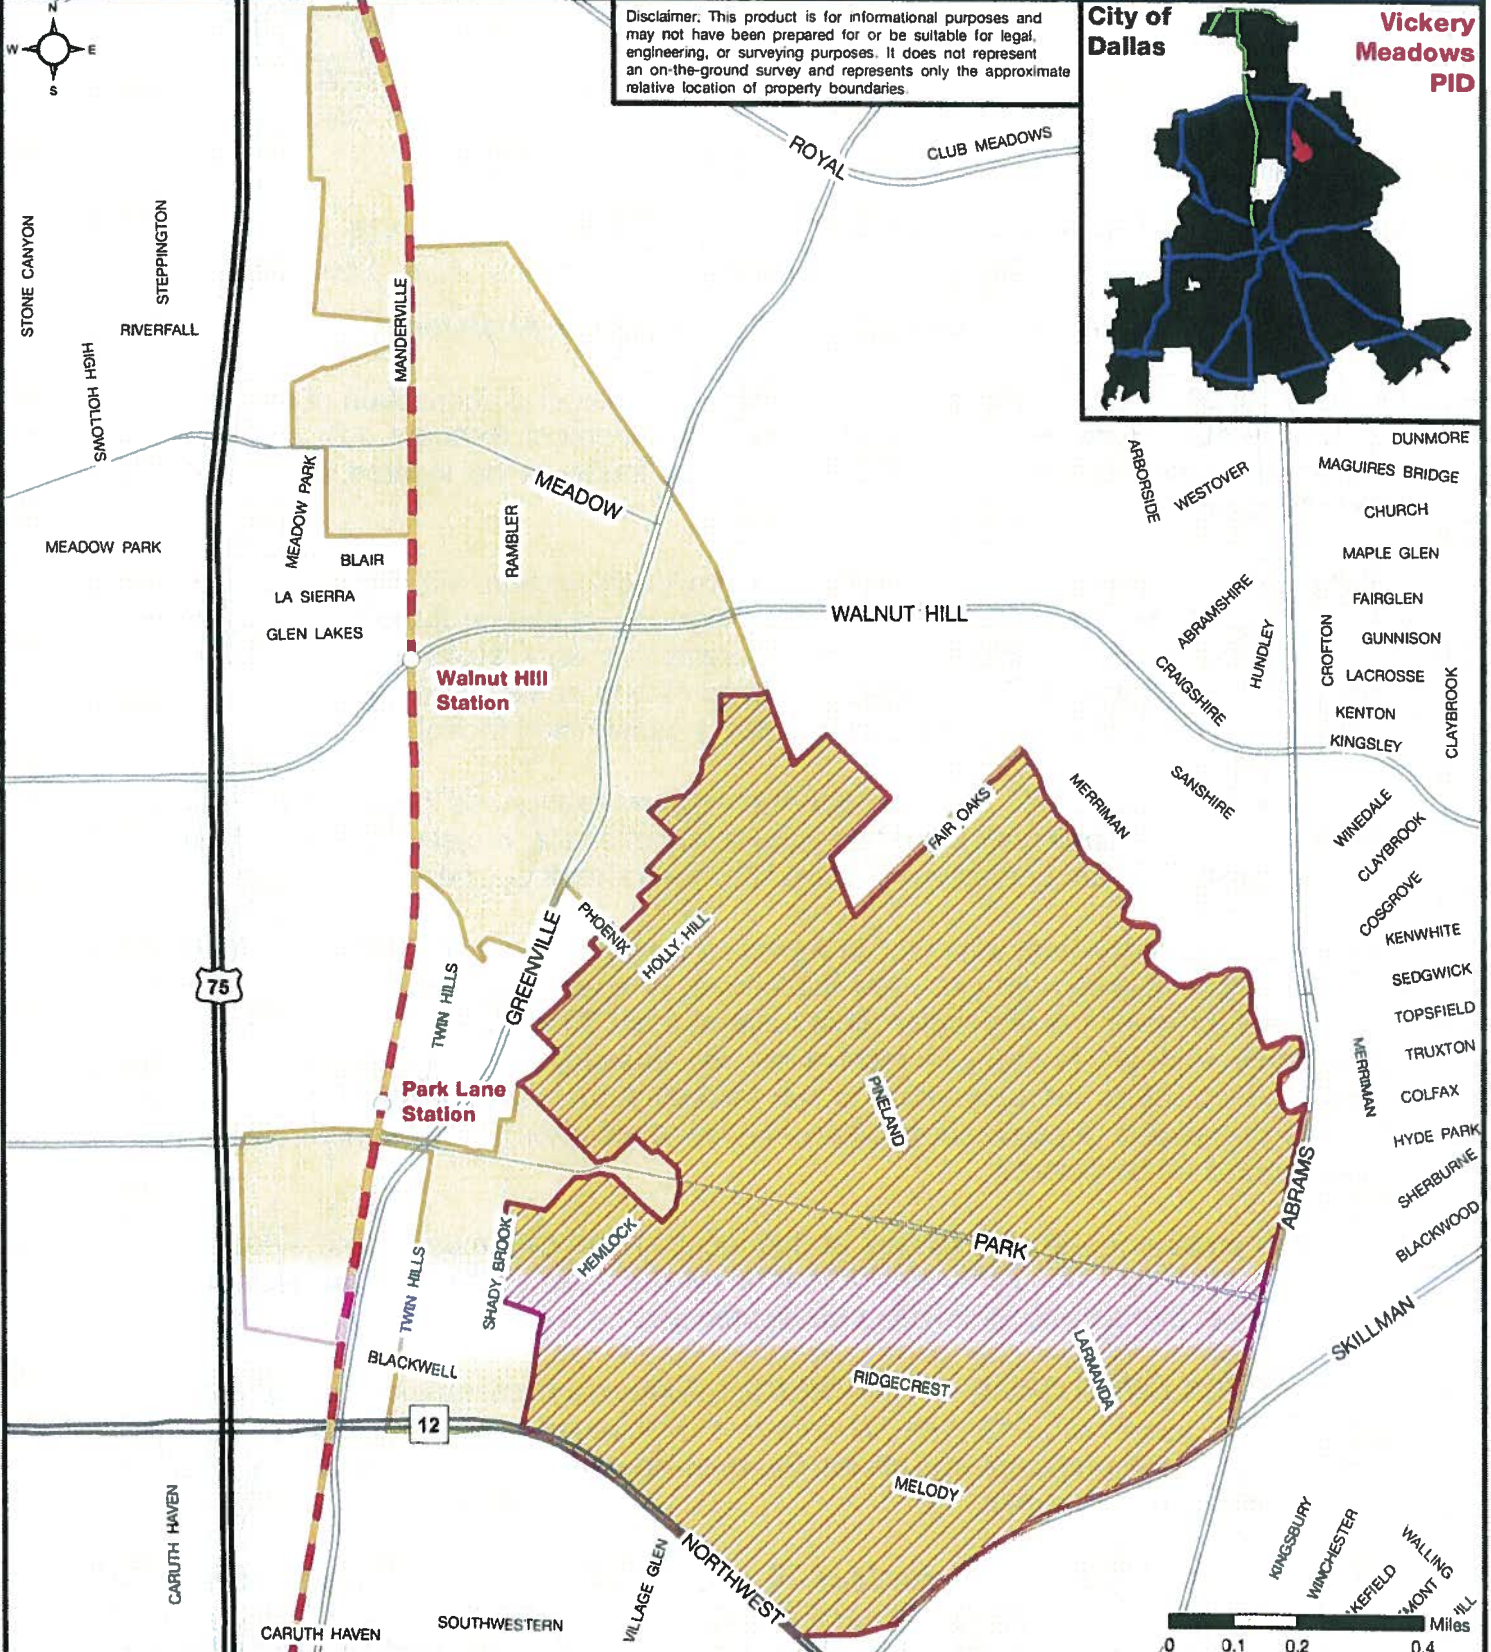 N
W
E
S
Disclaimer: This product is for informational purposes and
may not have been prepared for or be suitable for legal,
engineering, or surveying purposes. It does not represent
an on-the-ground survey and represents only the approximate
relative location of property boundaries.
City of
Dallas
Vickery
Meadows
PID
ROYAL
CLUB MEADOWS
STONE CANYON
STEPPINGTON
RIVERFALL
HIGH HOLLOWS
MANDERVILLE
MEADOW
MEADOW PARK
MEADOW PARK
BLAIR
LA SIERRA
GLEN LAKES
RAMBLER
WALNUT HILL
Walnut Hill
Station
ARBORSIDE
WESTOVER
DUNMORE
MAGUIRES BRIDGE
CHURCH
MAPLE GLEN
FAIRGLEN
GUNNISON
LACROSSE
KENTON
KINGSLEY
ABRAMSHIRE
HUNDLEY
CROFTON
CLAYBROOK
CRAIGSHIRE
SANSHIRE
MERRIMAN
FAIR OAKS
WINEDALE
CLAYBROOK
COSGROVE
KENWHITE
SEDGWICK
TOPSFIELD
TRUXTON
COLFAX
HYDE PARK
SHERBURNE
BLACKWOOD
MERRIMAN
PHOENIX
HOLLY HILL
GREENVILLE
TWIN HILLS
75
Park Lane
Station
PINELAND
ABRAMS
PARK
HEMLOCK
SHADY BROOK
TWIN HILLS
BLACKWELL
12
RIDGECREST
LARMANDA
SKILLMAN
MELODY
NORTHWEST
CARUTH HAVEN
CARUTH HAVEN
SOUTHWESTERN
VILLAGE GLEN
KINGSBURY
WINCHESTER
WALLING
KEFIELD
MONT
ILL
Miles
0 0.1 0.2 0.4